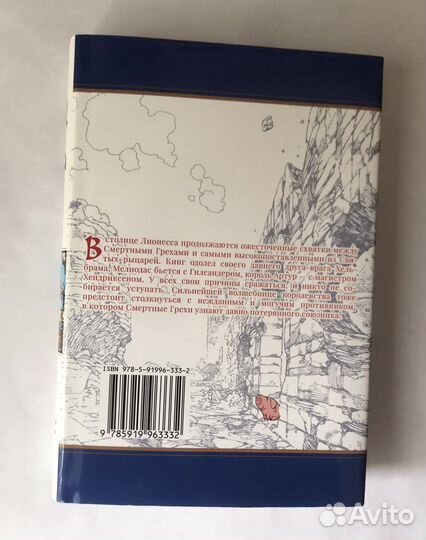 В столице Лионесса продолжаются ожесточенные схватки между
Смертными Грехами и самыми высокопоставленными из Свя-
тых рыцарей. Кинг одолел своего давнего друга-врага, Хель-
брама, Мелиодас бьется с Гилсандером, король Артур — с магистром
Хендриксеном. У всех свои причины сражаться, и никто не со-
бирается уступать. Сильнейшей волшебнице королевства тоже
предстоит столкнуться с нежданным и могучим противником,
в котором Смертные Грехи узнают давно потерянного союзника...
ISBN 978-5-91996-333-2
9 785919 963332
Avito